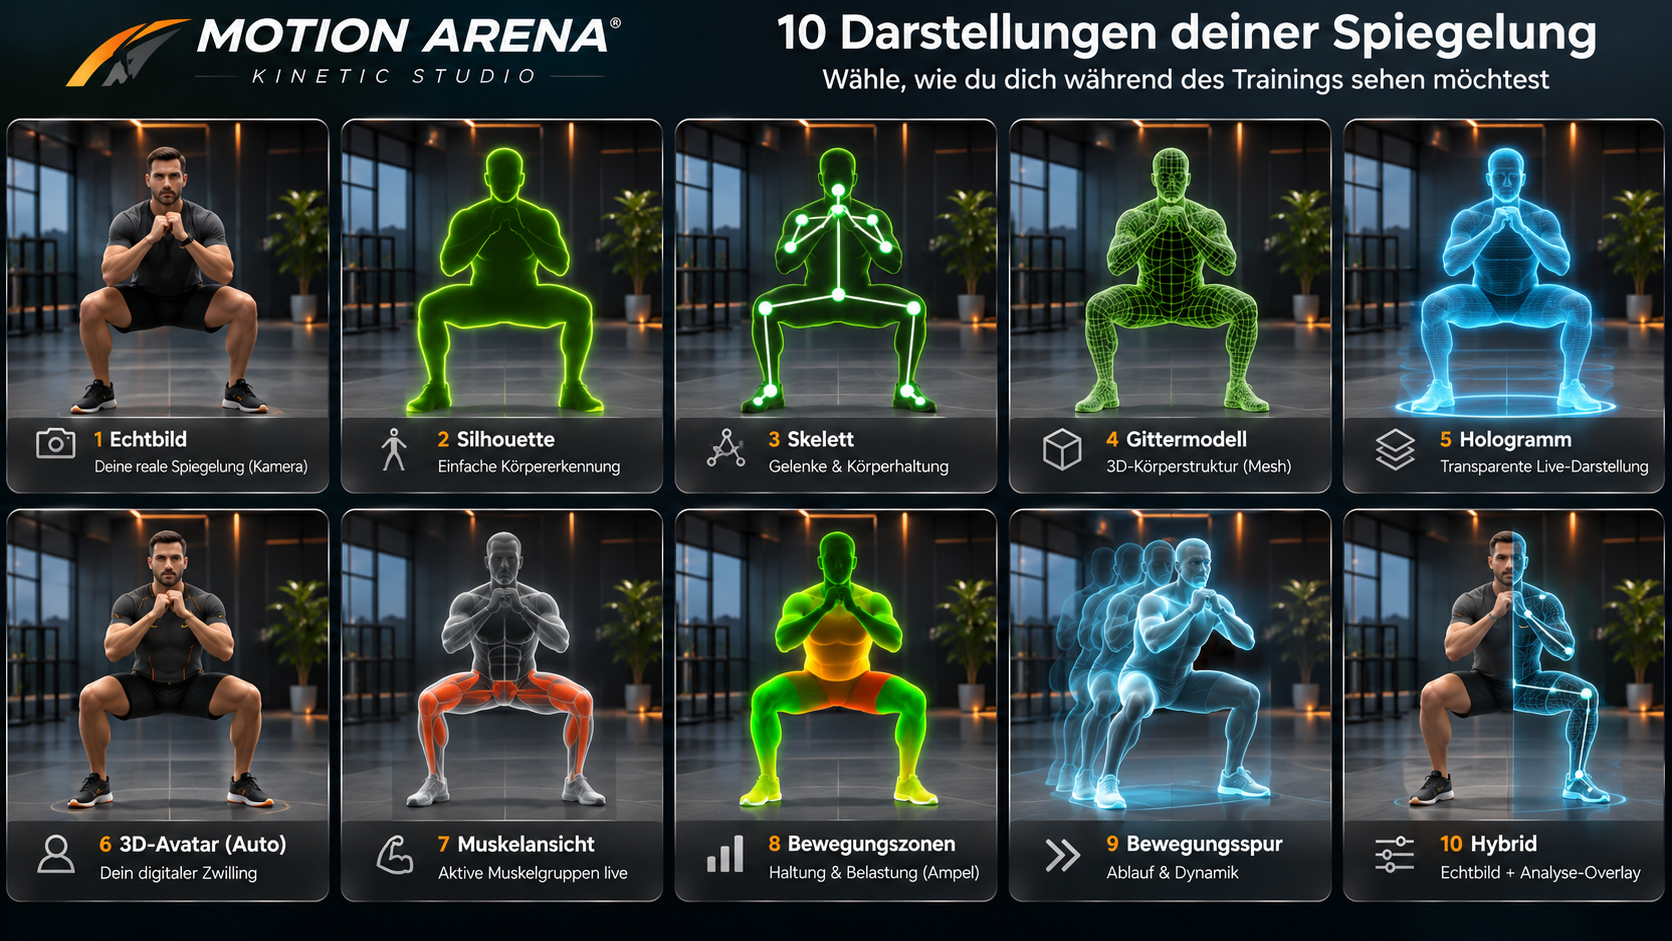 MOTION ARENA®
KINETIC STUDIO
10 Darstellungen deiner Spiegelung
Wähle, wie du dich während des Trainings sehen möchtest
1 Echtbild
Deine reale Spiegelung (Kamera)
2 Silhouette
Einfache Körpererkennung
3 Skelett
Gelenke & Körperhaltung
4 Gittermodell
3D-Körperstruktur (Mesh)
5 Hologramm
Transparente Live-Darstellung
6 3D-Avatar (Auto)
Dein digitaler Zwilling
7 Muskelansicht
Aktive Muskelgruppen live
8 Bewegungszonen
Haltung & Belastung (Ampel)
9 Bewegungsspur
Ablauf & Dynamik
10 Hybrid
Echtbild + Analyse-Overlay